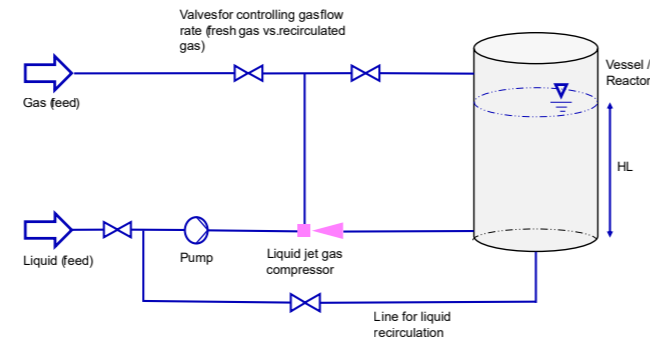 Valvesfor controlling gasflow
rate (fresh gas vs.recirculated
gas)
Vessel /
Reactor
Gas (feed)
HL
Liquid (feed)
Pump
Liquid jet gas
compressor
Line for liquid
recirculation